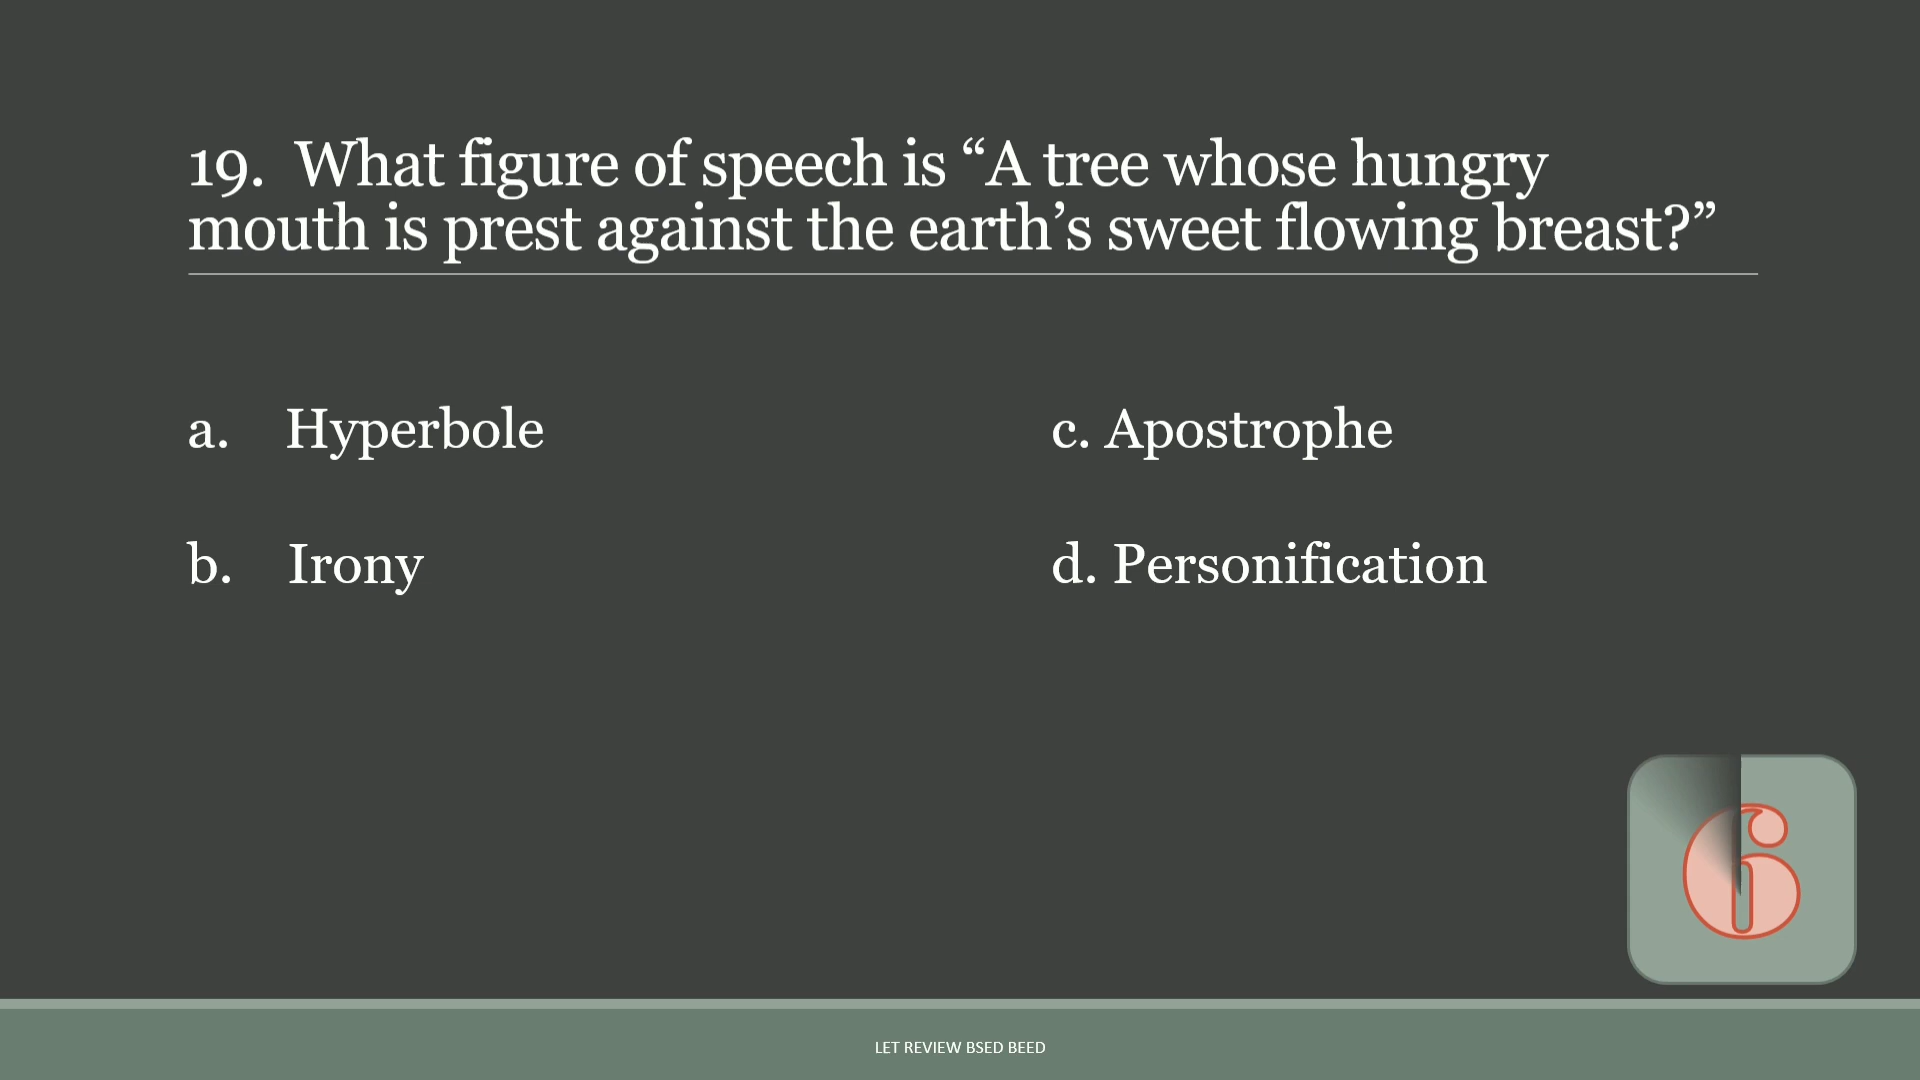 19.  What figure of speech is “A tree whose hungry
mouth is prest against the earth’s sweet flowing breast?”
a. Hyperbole
c. Apostrophe
b. Irony
d. Personification
6
LET REVIEW BSED BEED